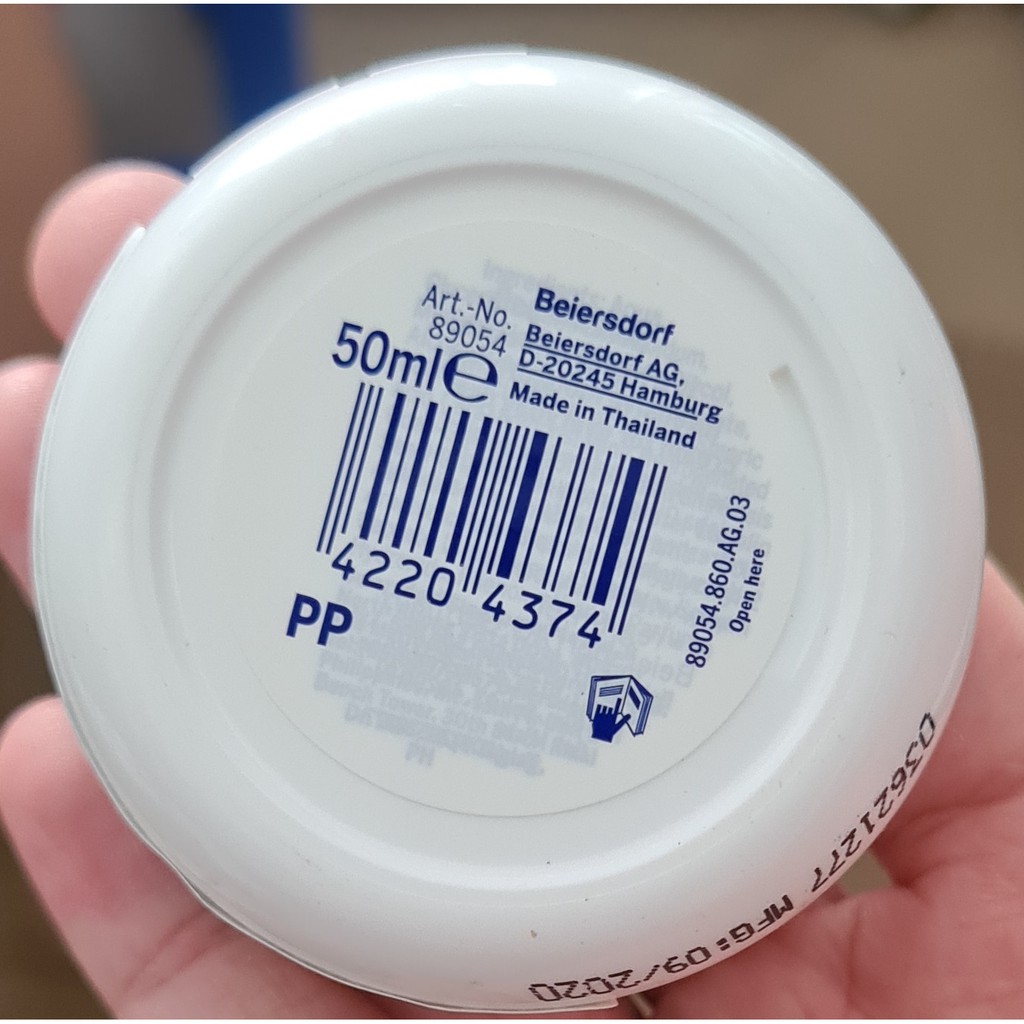 Art.-No.
89054
50ml℮
Beiersdorf
Beiersdorf AG,
D-20245 Hamburg
Made in Thailand
4220 4374
PP
89054.860.AG.03
Open here
03621277 MFG:09/2020